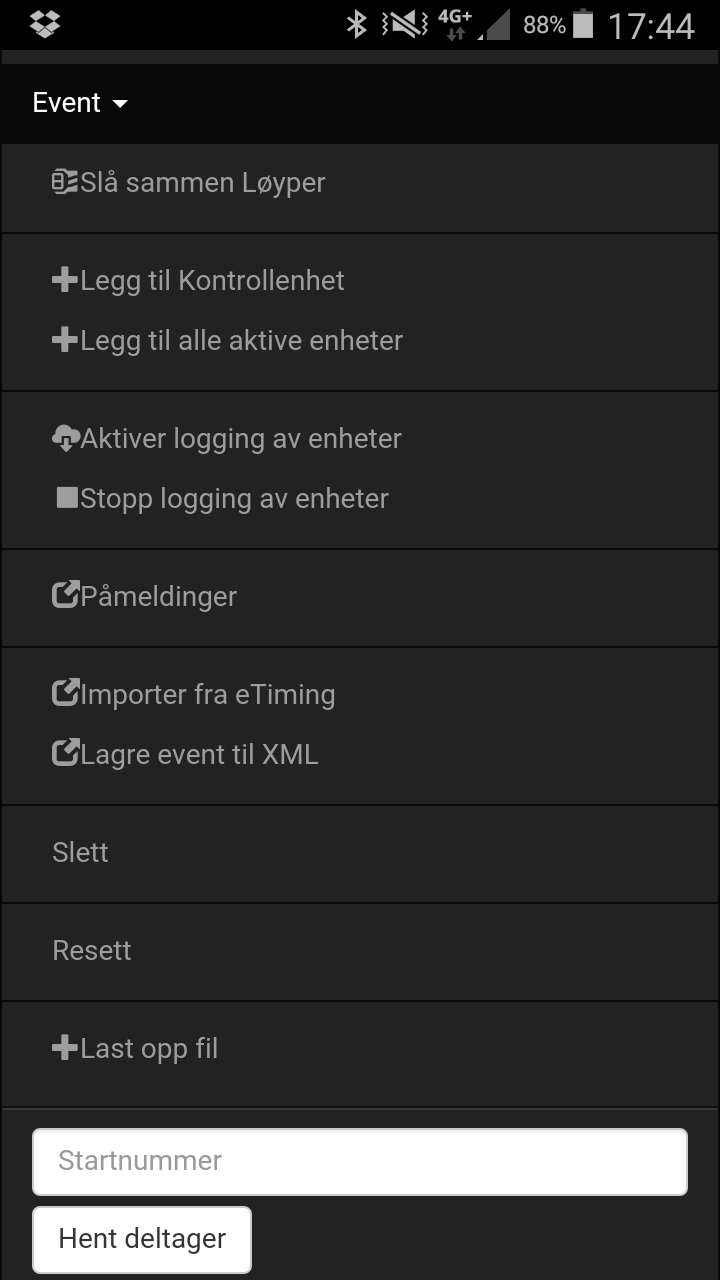 4G+ 88% 17:44
Event
Slå sammen Løyper
Legg til Kontrollenhet
Legg til alle aktive enheter
Aktiver logging av enheter
Stopp logging av enheter
Påmeldinger
Importer fra eTiming
Lagre event til XML
Slett
Resett
Last opp fil
Startnummer
Hent deltager